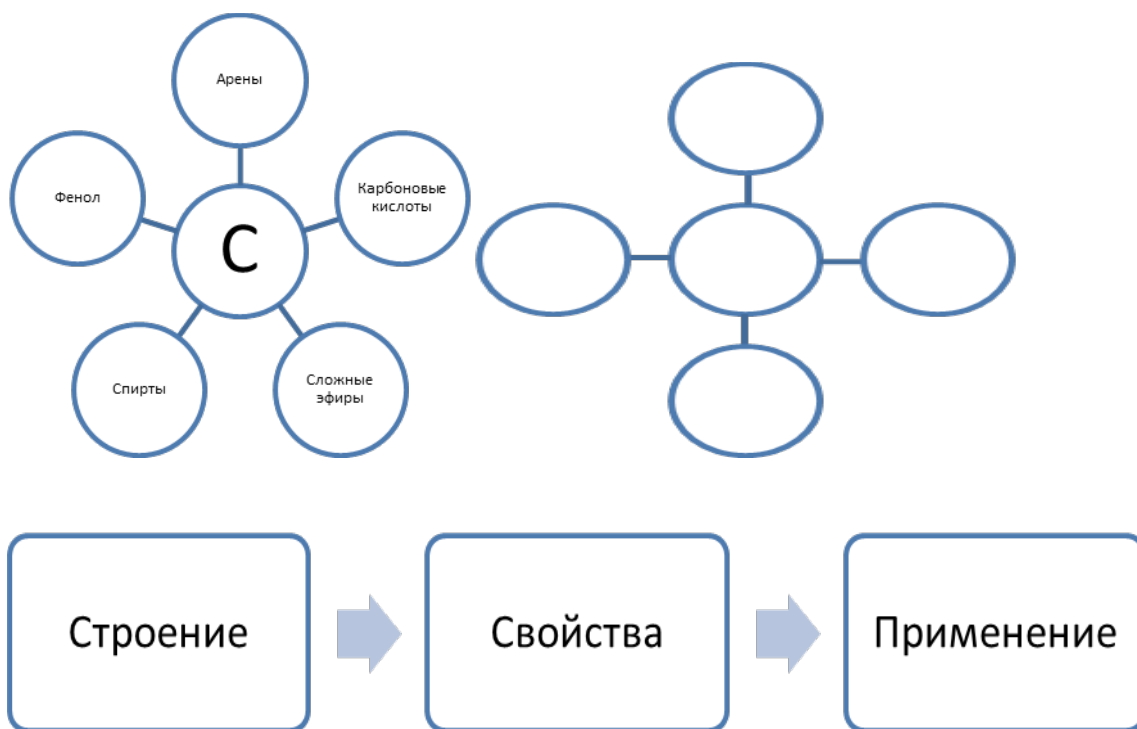 Арены
Фенол
Карбоновые
кислоты
С
Спирты
Сложные
эфиры
Строение
Свойства
Применение